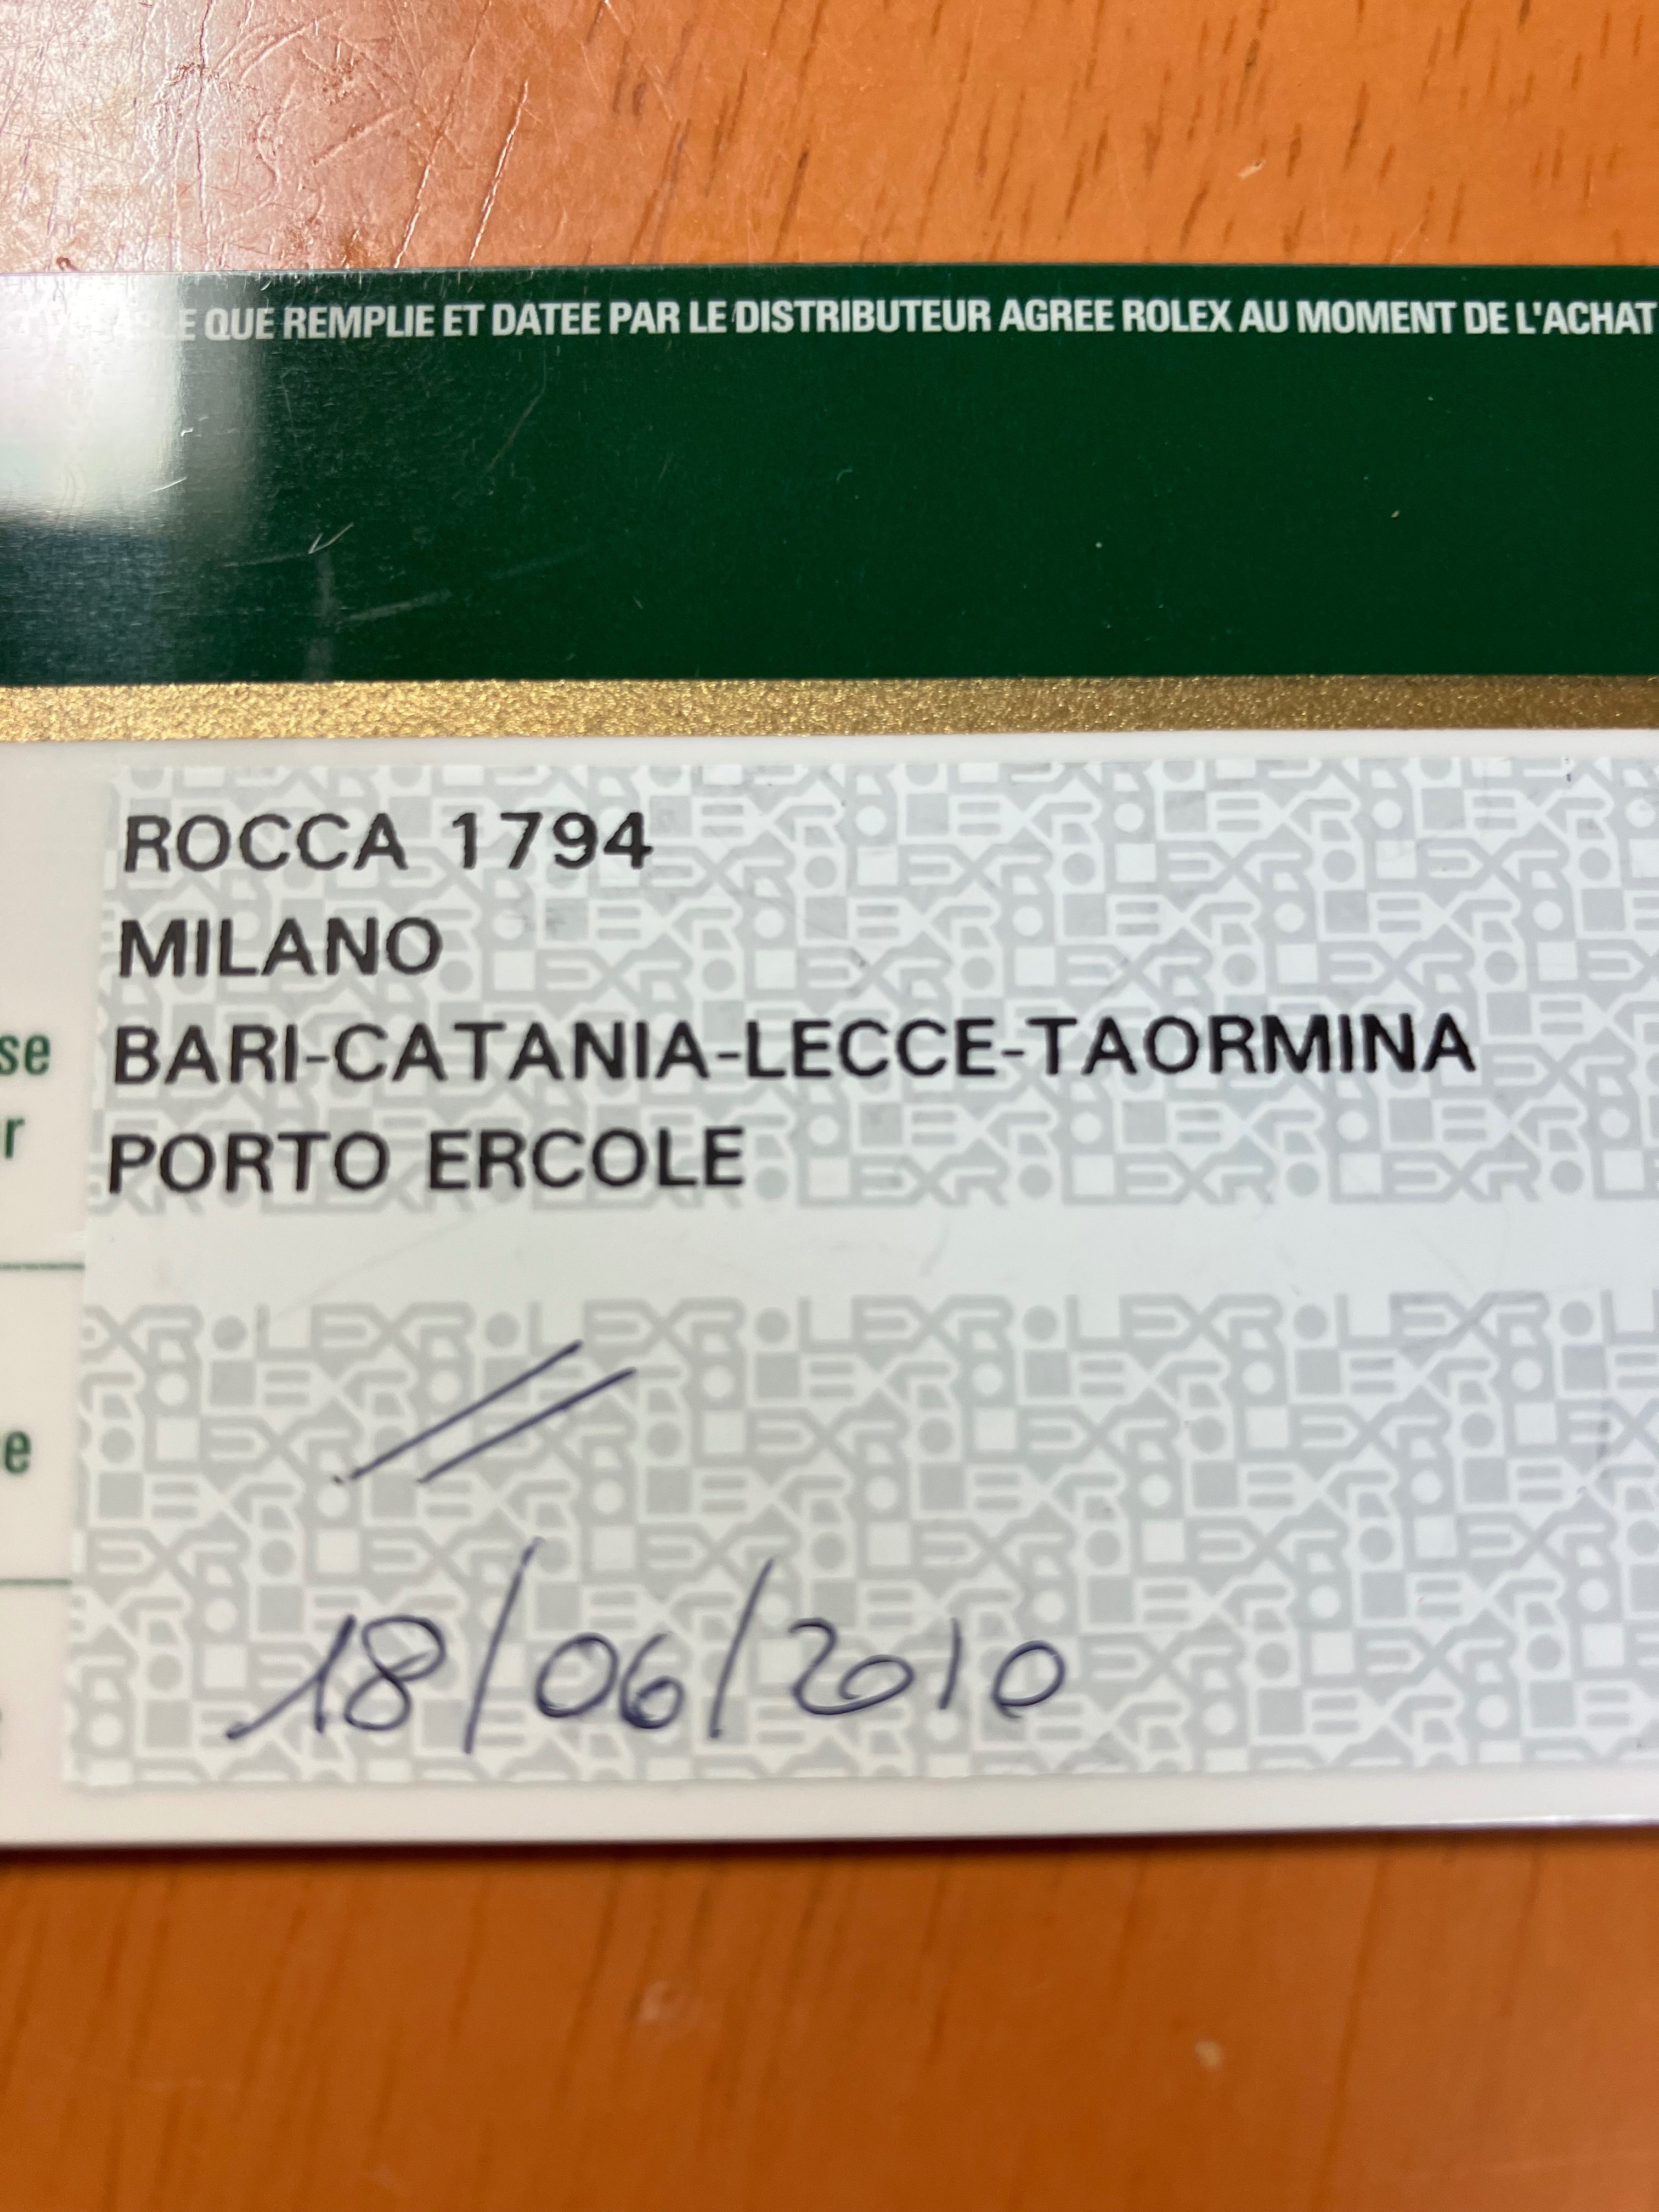 QUE REMPLIE ET DATEE PAR LE DISTRIBUTEUR AGREE ROLEX AU MOMENT DE L'ACHAT
ROCCA 1794
MILANO
BARI-CATANIA-LECCE-TAORMINA
PORTO ERCOLE
//
18/06/2010